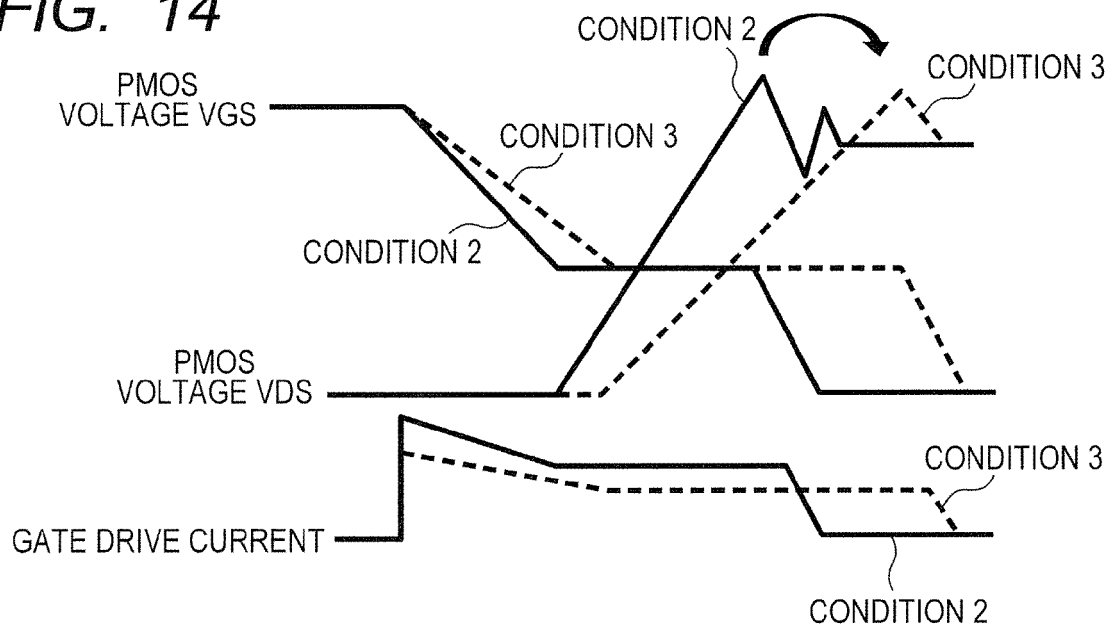 FIG. 14
CONDITION 2
CONDITION 3
PMOS
VOLTAGE VGS
CONDITION 3
CONDITION 2
PMOS
VOLTAGE VDS
CONDITION 3
GATE DRIVE CURRENT
CONDITION 2